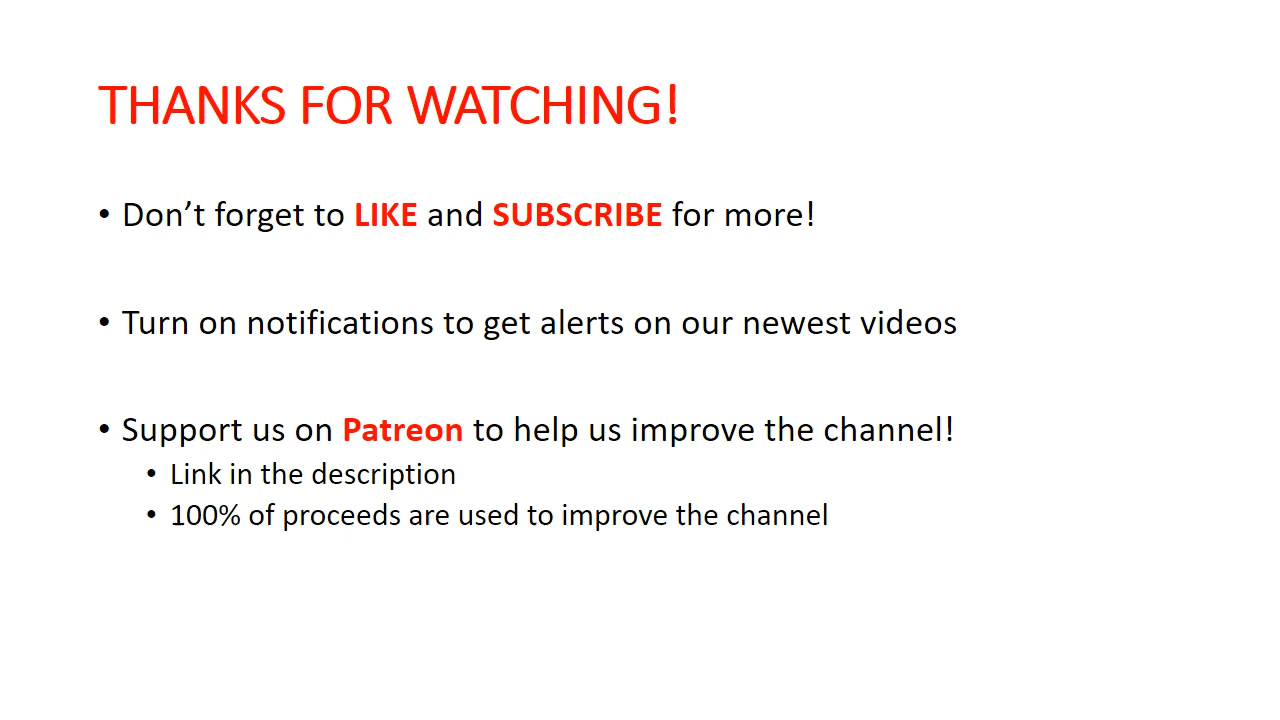 THANKS FOR WATCHING!
• Don’t forget to LIKE and SUBSCRIBE for more!
• Turn on notifications to get alerts on our newest videos
• Support us on Patreon to help us improve the channel!
• Link in the description
• 100% of proceeds are used to improve the channel